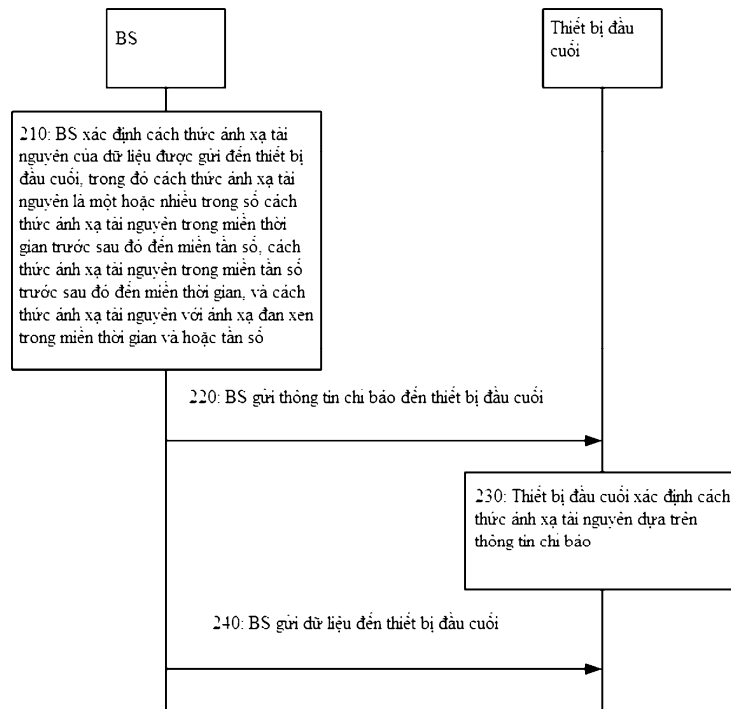 BS
Thiết bị đầu
cuối
210: BS xác định cách thức ánh xạ tài
nguyên của dữ liệu được gửi đến thiết bị
đầu cuối, trong đó cách thức ánh xạ tài
nguyên là một hoặc nhiều trong số cách
thức ánh xạ tài nguyên trong miền thời
gian trước sau đó đến miền tần số, cách
thức ánh xạ tài nguyên trong miền tần số
trước sau đó đến miền thời gian, và cách
thức ánh xạ tài nguyên với ánh xạ đan xen
trong miền thời gian và hoặc tần số
220: BS gửi thông tin chỉ báo đến thiết bị đầu cuối
230: Thiết bị đầu cuối xác định cách
thức ánh xạ tài nguyên dựa trên
thông tin chỉ báo
240: BS gửi dữ liệu đến thiết bị đầu cuối